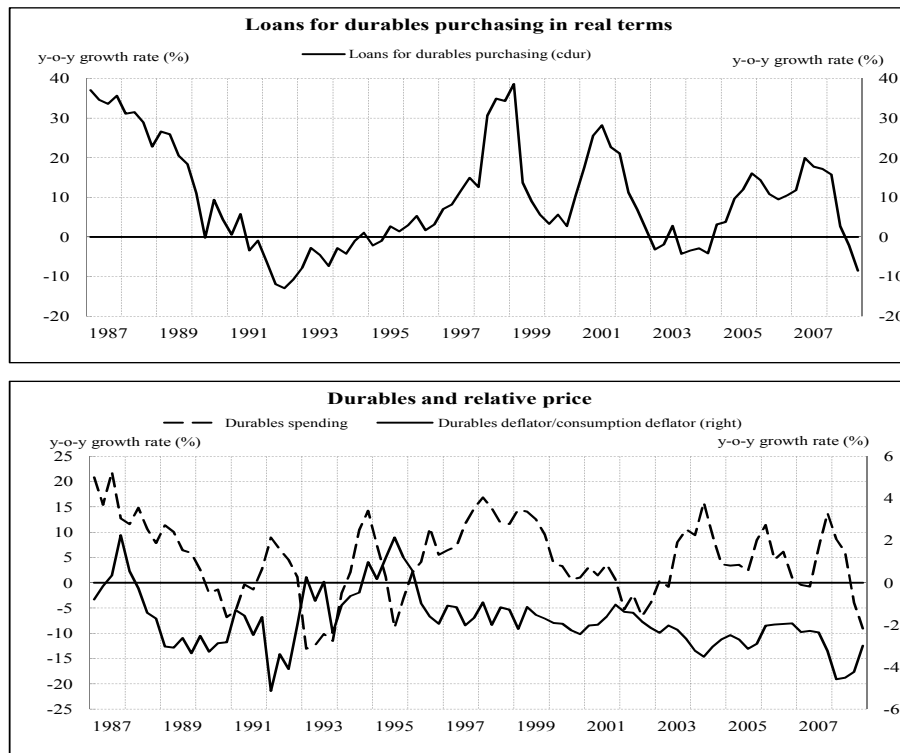 Loans for durables purchasing in real terms
y-o-y growth rate (%)
Loans for durables purchasing (cdur)
y-o-y growth rate (%)
40 40
30 30
20 20
10 10
0 0
-10 -10
-20 -20
1987 1989 1991 1993 1995 1997 1999 2001 2003 2005 2007
Durables and relative price
Durables spending Durables deflator/consumption deflator (right)
y-o-y growth rate (%) y-o-y growth rate (%)
25 6
20
15 4
10 2
5
0 0
-5
-10 -2
-15 -4
-20
-25 -6
1987 1989 1991 1993 1995 1997 1999 2001 2003 2005 2007